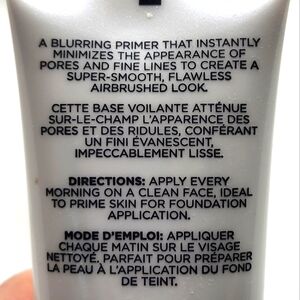 A BLURRING PRIMER THAT INSTANTLY
MINIMIZES THE APPEARANCE OF
PORES AND FINE LINES TO CREATE A
SUPER-SMOOTH, FLAWLESS
AIRBRUSHED LOOK.
CETTE BASE VOILANTE ATTÉNUE
SUR-LE-CHAMP L'APPARENCE DES
PORES ET DES RIDULES, CONFÉRANT
UN FINI ÉVANESCENT,
IMPECCABLEMENT LISSE.
DIRECTIONS: APPLY EVERY
MORNING ON A CLEAN FACE, IDEAL
TO PRIME SKIN FOR FOUNDATION
APPLICATION.
MODE D'EMPLOI: APPLIQUER
CHAQUE MATIN SUR LE VISAGE
NETTOYÉ. PARFAIT POUR PRÉPARER
LA PEAU À L'APPLICATION DU FOND
DE TEINT.